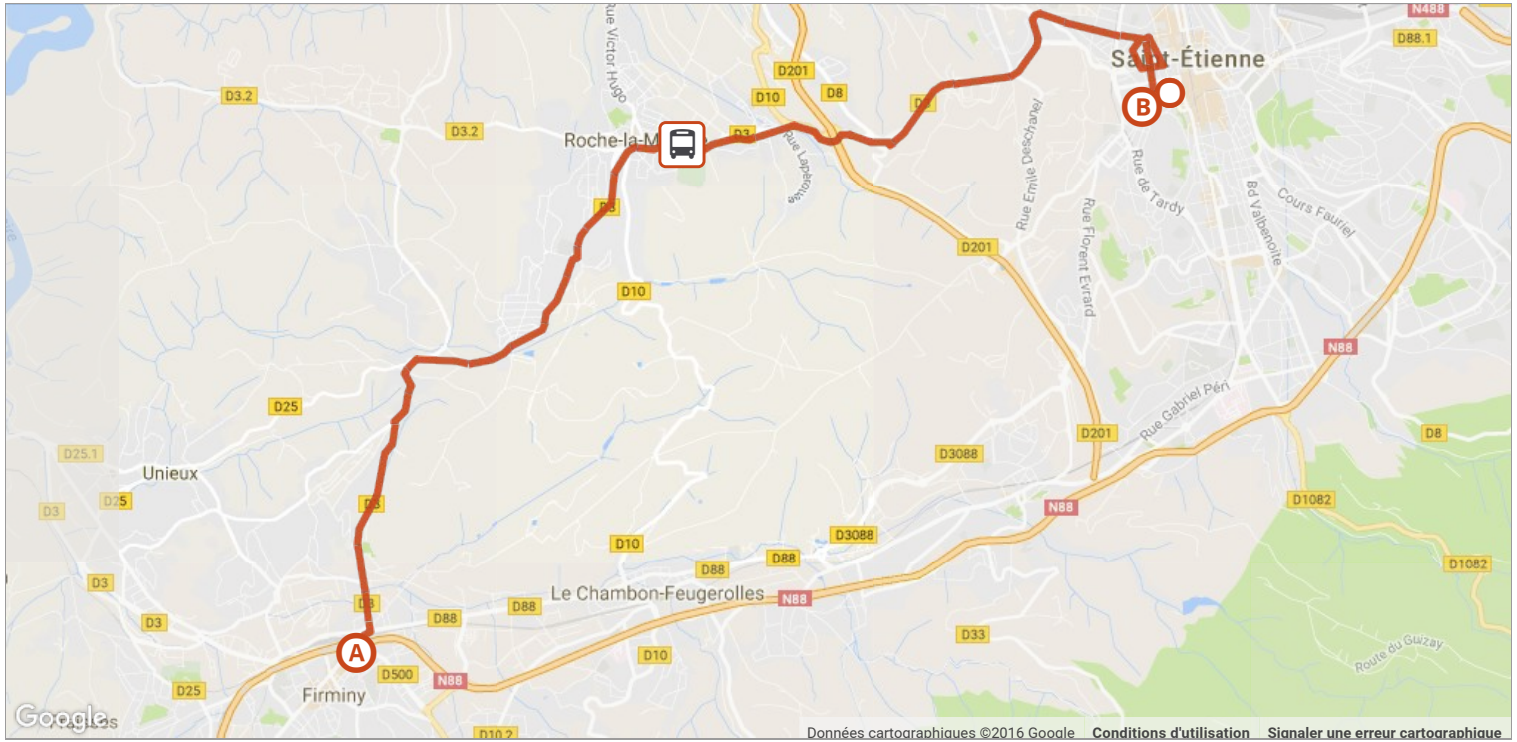 N488
D88.1
Rue Victor Hugo
Saint-Étienne
D201
D3.2
D10
D8
D3.2
D3
Roche-la-M
Rue Lapérouse
Rue Emile Deschanel
B
Rue de Tardy
Bd Valbenoite
Cours Fauriel
D3
Rue Florent Evrard
D201
D10
N88
D25
Rue Gabriel Péri
D201
D8
D25.1
D3088
Unieux
D25
D3
D3
N88
D1082
D3088
D10
D88
D88
D1082
D3
Le Chambon-Feugerolles
N88
D3
D88
D88
D3
D33
Route du Guizay
A
D10
D500
N88
D25
Firminy
Google
Fraisses
D10.2
Données cartographiques ©2016 Google Conditions d'utilisation Signaler une erreur cartographique